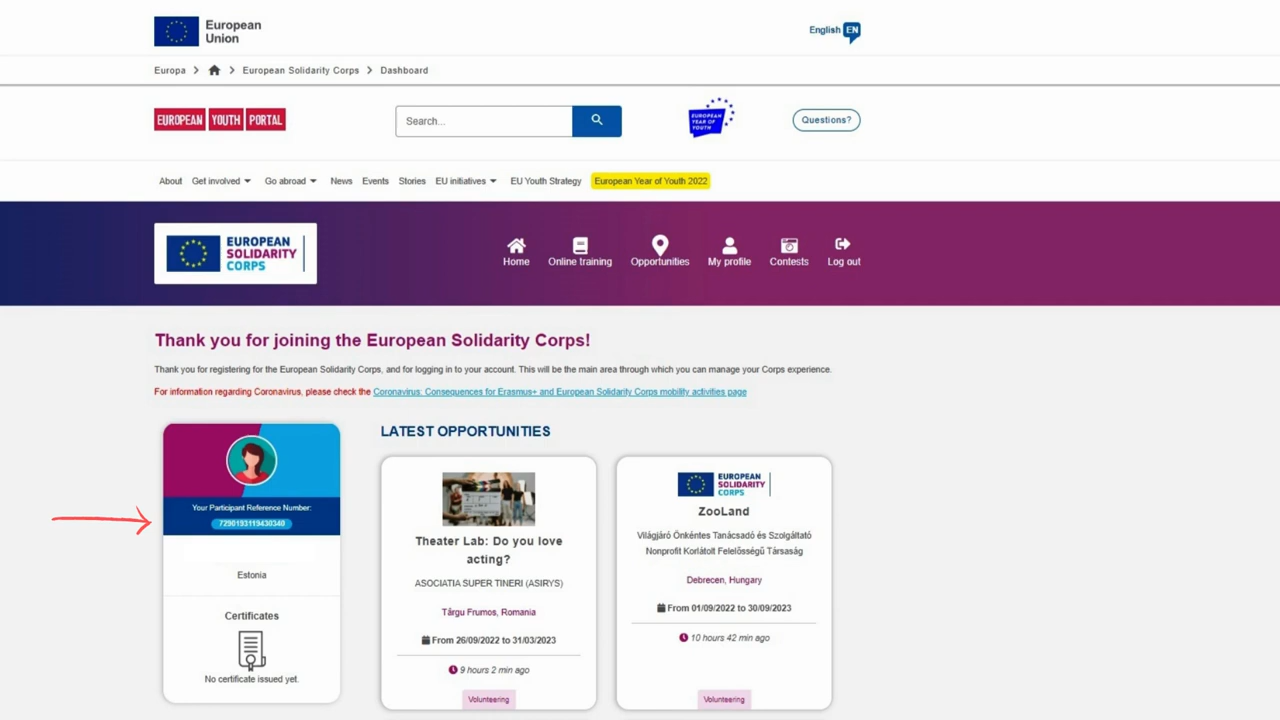 European
Union
English EN
Europa > > European Solidarity Corps > Dashboard
EUROPEAN YOUTH PORTAL
Search...
EUROPEAN
YEAR OF
YOUTH
Questions?
About Get involved Go abroad News Events Stories EU initiatives EU Youth Strategy European Year of Youth 2022
EUROPEAN
SOLIDARITY
CORPS
Home Online training Opportunities My profile Contests Log out
Thank you for joining the European Solidarity Corps!
Thank you for registering for the European Solidarity Corps, and for logging in to your account. This will be the main area through which you can manage your Corps experience.
For information regarding Coronavirus, please check the Coronavirus: Consequences for Erasmus+ and European Solidarity Corps mobility activities page
Your Participant Reference Number:
7290193119430340
Estonia
Certificates
No certificate issued yet.
LATEST OPPORTUNITIES
Theater Lab: Do you love
acting?
ASOCIATIA SUPER TINERI (ASIRYS)
Târgu Frumos, Romania
From 26/09/2022 to 31/03/2023
9 hours 2 min ago
Volunteering
EUROPEAN
SOLIDARITY
CORPS
ZooLand
Világjáró Önkéntes Tanácsadó és Szolgáltató
Nonprofit Korlátolt Felelősségű Társaság
Debrecen, Hungary
From 01/09/2022 to 30/09/2023
10 hours 42 min ago
Volunteering